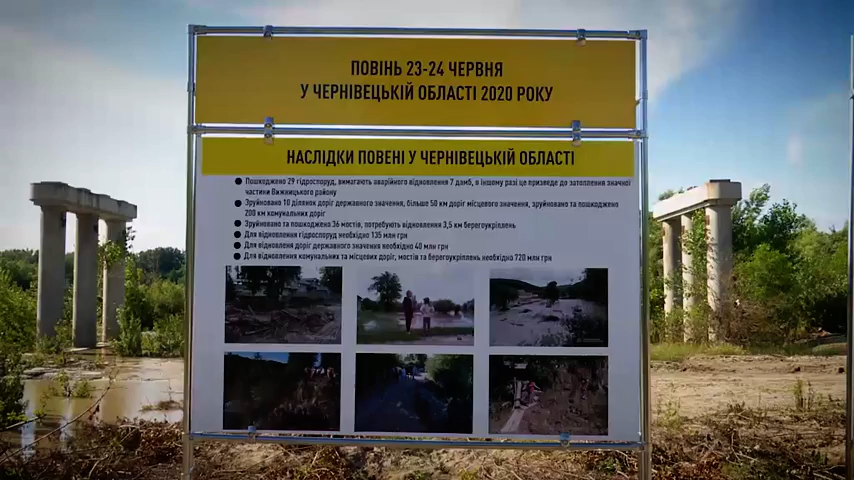 ПОВІНЬ 23-24 ЧЕРВНЯ
У ЧЕРНІВЕЦЬКІЙ ОБЛАСТІ 2020 РОКУ
НАСЛІДКИ ПОВЕНІ У ЧЕРНІВЕЦЬКІЙ ОБЛАСТІ
● Пошкоджено 29 гідроспоруд, вимагають аварійного відновлення 7 дамб, в іншому разі це призведе до затоплення значної
частини Вижницького району
● Зруйновано 10 ділянок доріг державного значення, більше 50 км доріг місцевого значення, зруйновано та пошкоджено
200 км комунальних доріг
● Зруйновано та пошкоджено 36 мостів, потребують відновлення 3,5 км берегоукріплень
● Для відновлення гідроспоруд необхідно 135 млн грн
● Для відновлення доріг державного значення необхідно 40 млн грн
● Для відновлення комунальних та місцевих доріг, мостів та берегоукріплень необхідно 720 млн грн